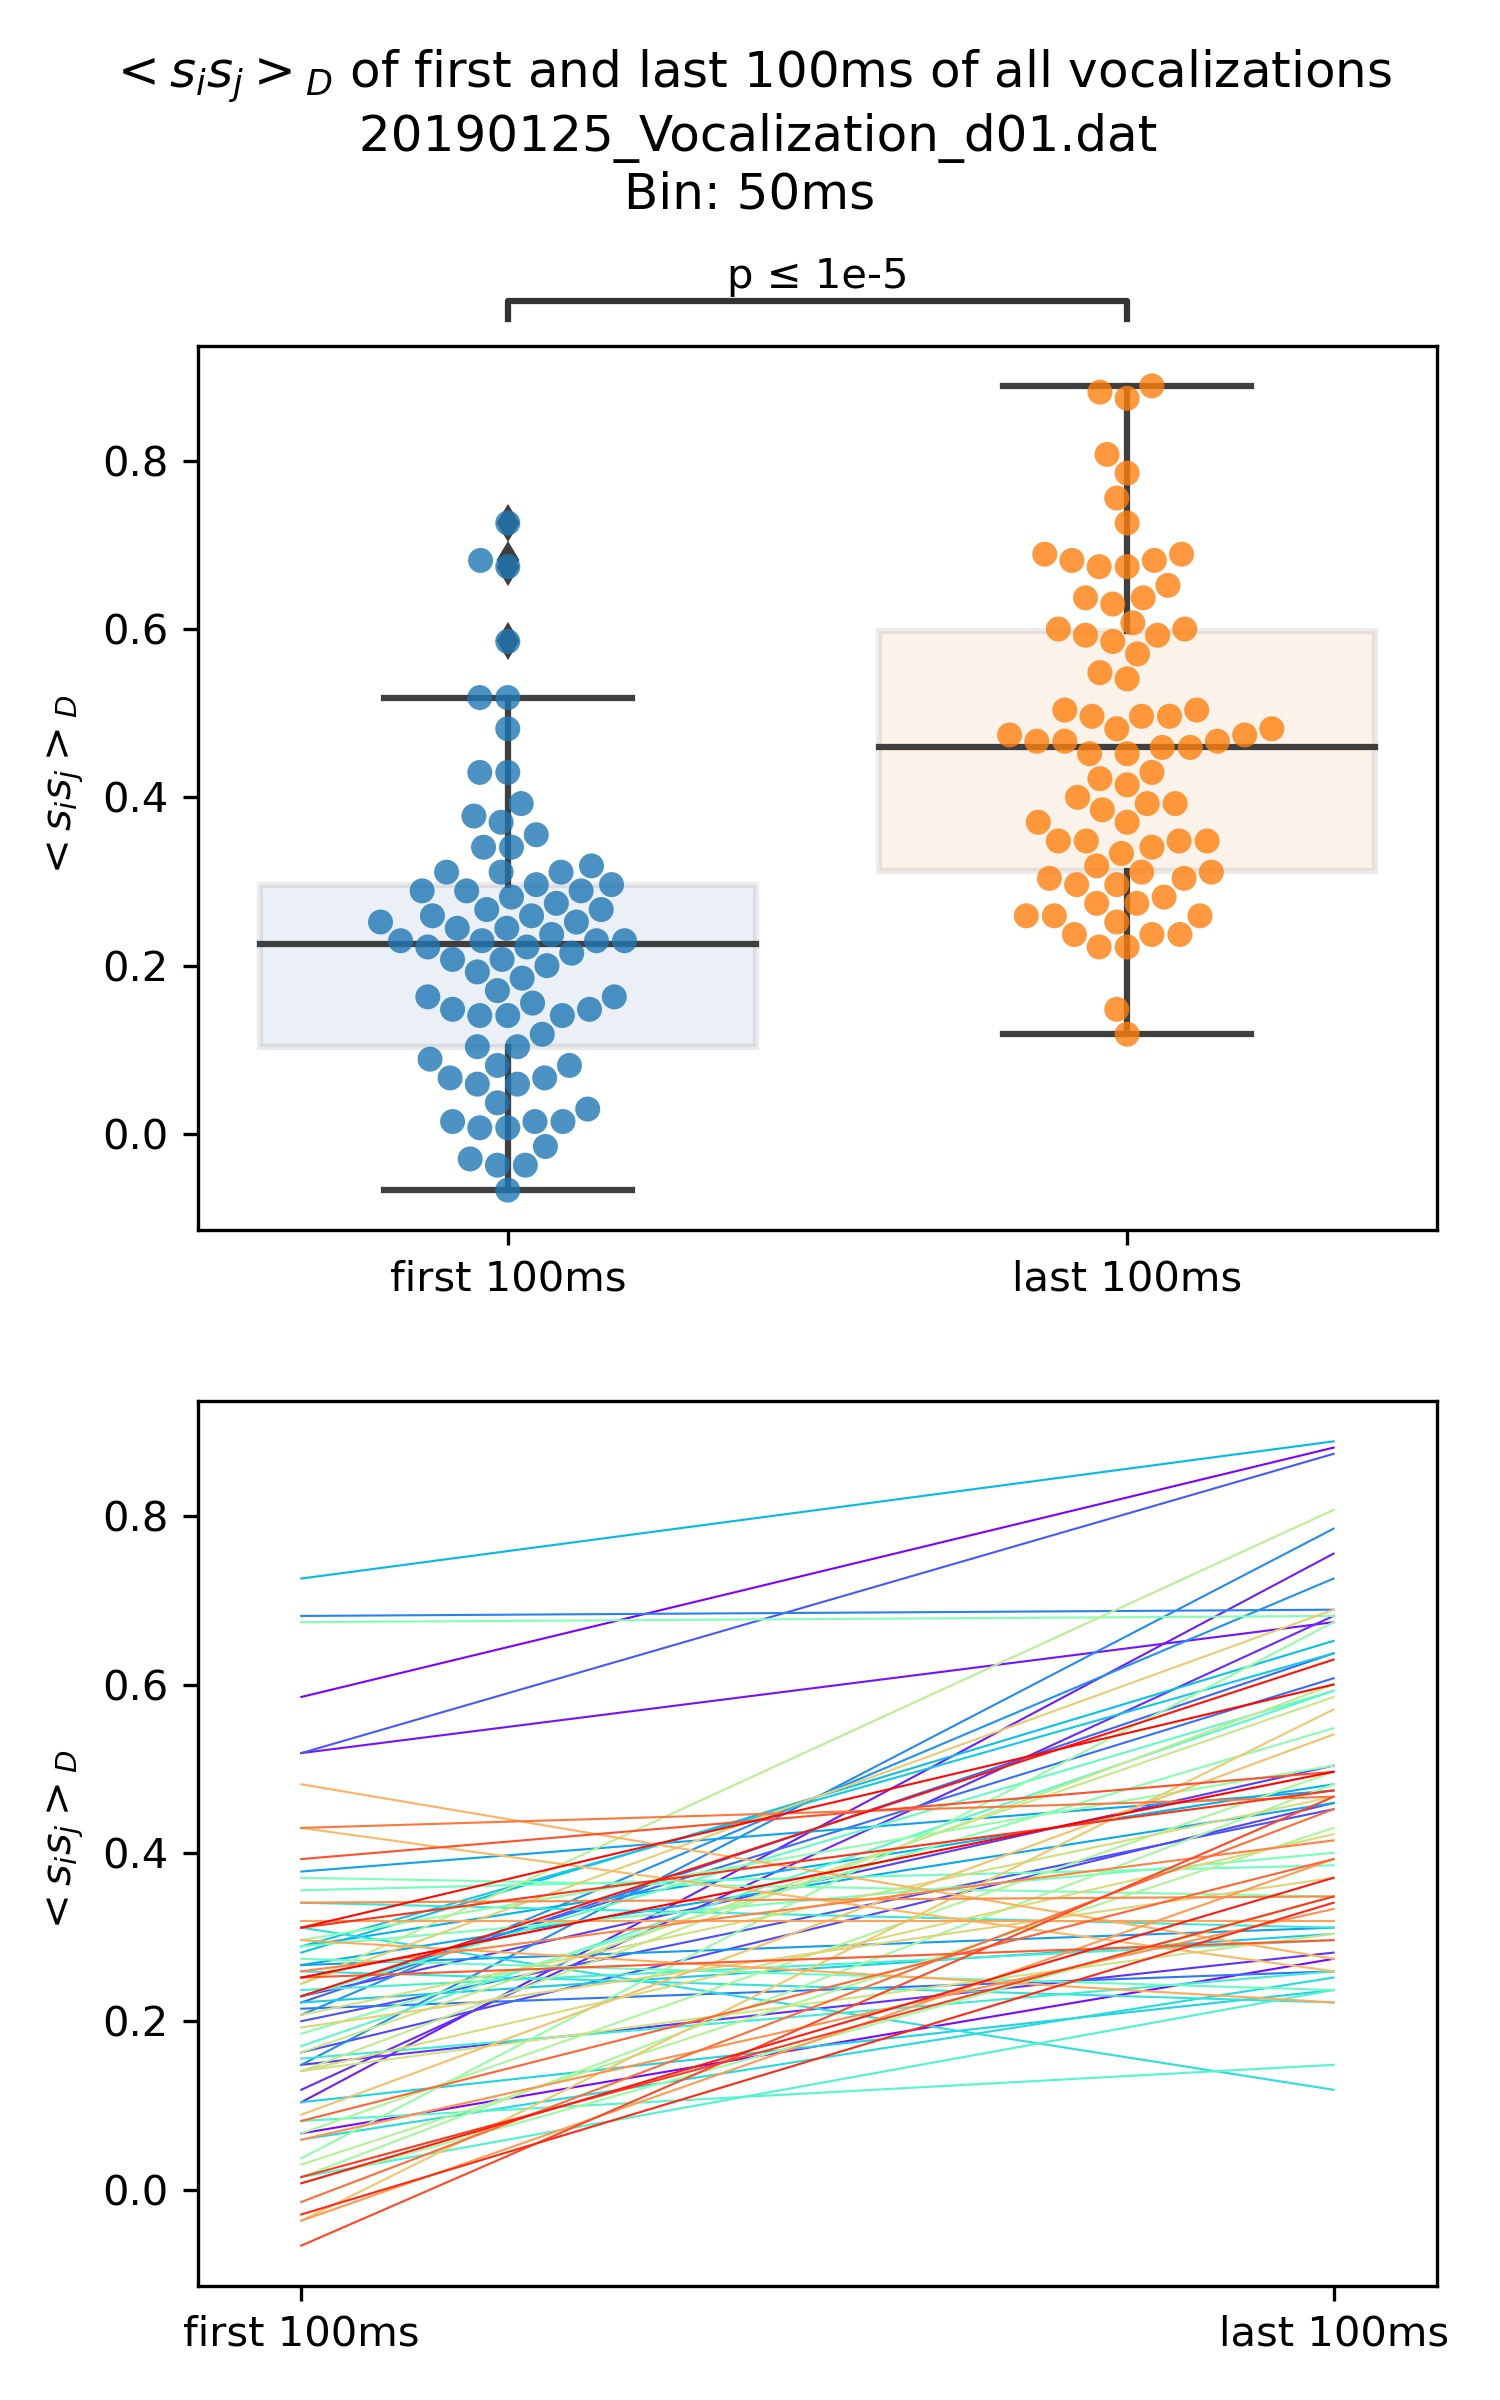 <s_i s_j>_D of first and last 100ms of all vocalizations
20190125_Vocalization_d01.dat
Bin: 50ms
p ≤ 1e-5
<s_i s_j>_D
0.8
0.6
0.4
0.2
0.0
first 100ms last 100ms
<s_i s_j>_D
0.8
0.6
0.4
0.2
0.0
first 100ms last 100ms